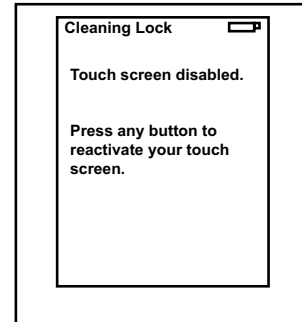 Cleaning Lock
Touch screen disabled.
Press any button to
reactivate your touch
screen.